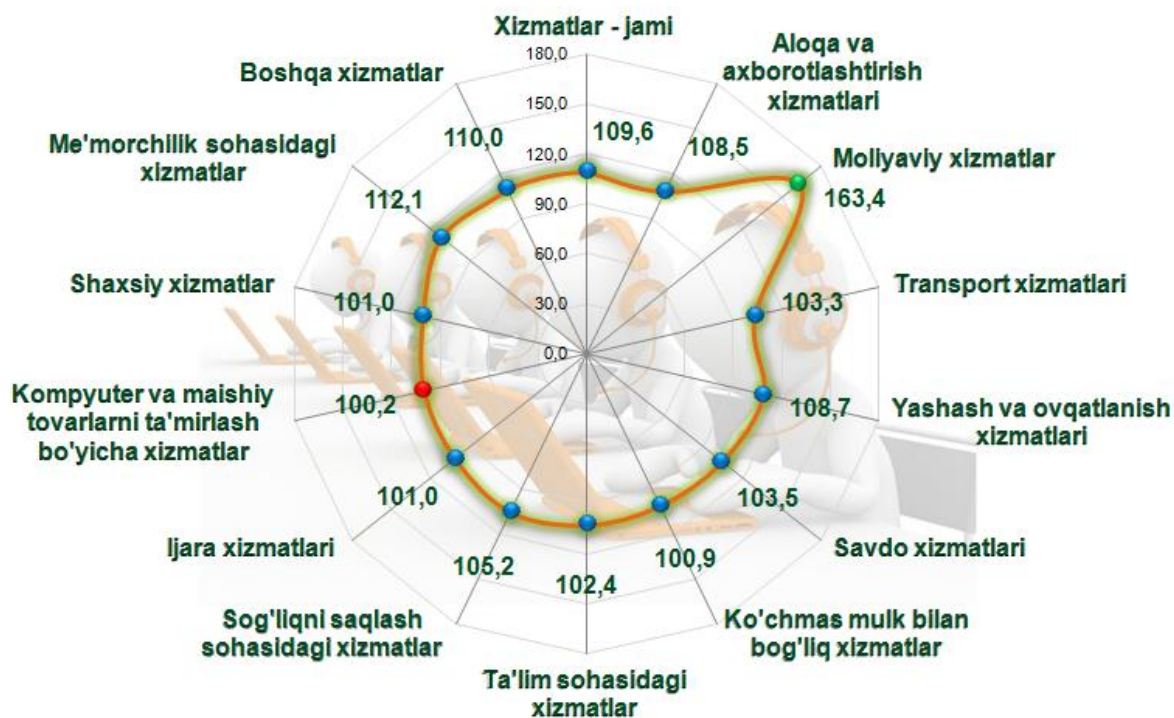 Xizmatlar - jami
180,0
150,0
120,0
90,0
60,0
30,0
0,0
109,6
Aloqa va
axborotlashtirish
xizmatlari
108,5
Moliyaviy xizmatlar
163,4
Transport xizmatlari
103,3
Yashash va ovqatlanish
xizmatlari
108,7
Savdo xizmatlari
103,5
Ko'chmas mulk bilan
bog'liq xizmatlar
100,9
Ta'lim sohasidagi
xizmatlar
102,4
Sog'liqni saqlash
sohasidagi xizmatlar
105,2
Ijara xizmatlari
101,0
Kompyuter va maishiy
tovarlarni ta'mirlash
bo'yicha xizmatlar
100,2
Shaxsiy xizmatlar
101,0
Me'morchilik sohasidagi
xizmatlar
112,1
Boshqa xizmatlar
110,0